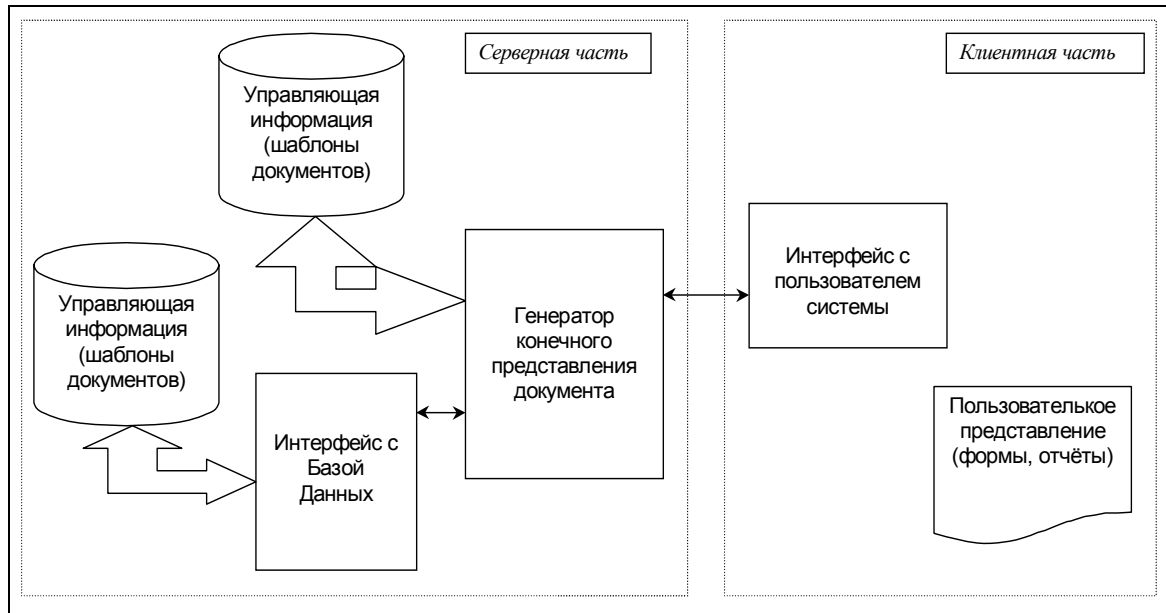 Серверная часть
Клиентная часть
Управляющая
информация
(шаблоны
документов)
Управляющая
информация
(шаблоны
документов)
Генератор
конечного
представления
документа
Интерфейс с
Базой
Данных
Интерфейс с
пользователем
системы
Пользователькое
представление
(формы, отчёты)